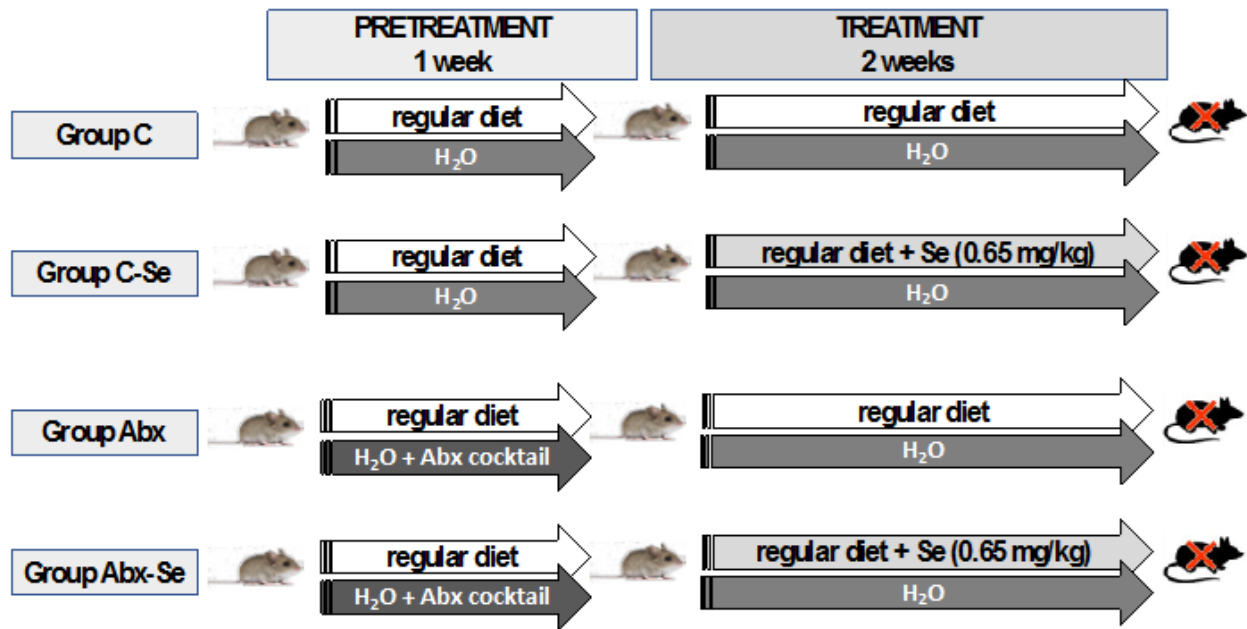 PRETREATMENT
1 week
TREATMENT
2 weeks
Group C
regular diet
H₂O
regular diet
H₂O
Group C-Se
regular diet
H₂O
regular diet + Se (0.65 mg/kg)
H₂O
Group Abx
regular diet
H₂O + Abx cocktail
regular diet
H₂O
Group Abx-Se
regular diet
H₂O + Abx cocktail
regular diet + Se (0.65 mg/kg)
H₂O